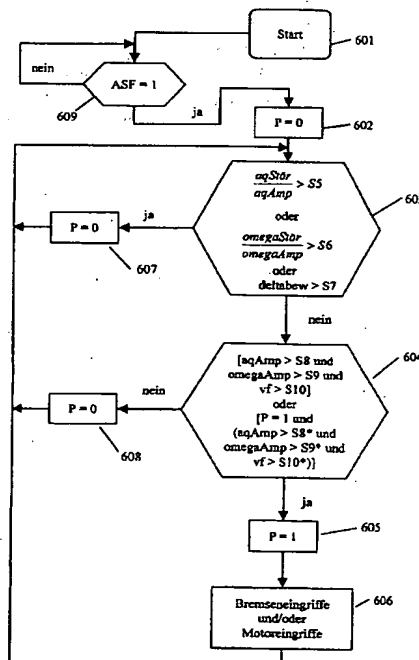 Start
601
nein
ASF = 1
609
ja
P = 0
602
aqStör
aqAmp
> S5
oder
omegaStör
omegaAmp
> S6
oder
deltabew > S7
603
ja
P = 0
607
nein
[aqAmp > S8 und
omegaAmp > S9 und
vf > S10]
oder
[P = 1 und
(aqAmp > S8* und
omegaAmp > S9* und
vf > S10*)]
604
nein
P = 0
608
ja
P = 1
605
Bremseneingriffe
und/oder
Motoreingriffe
606